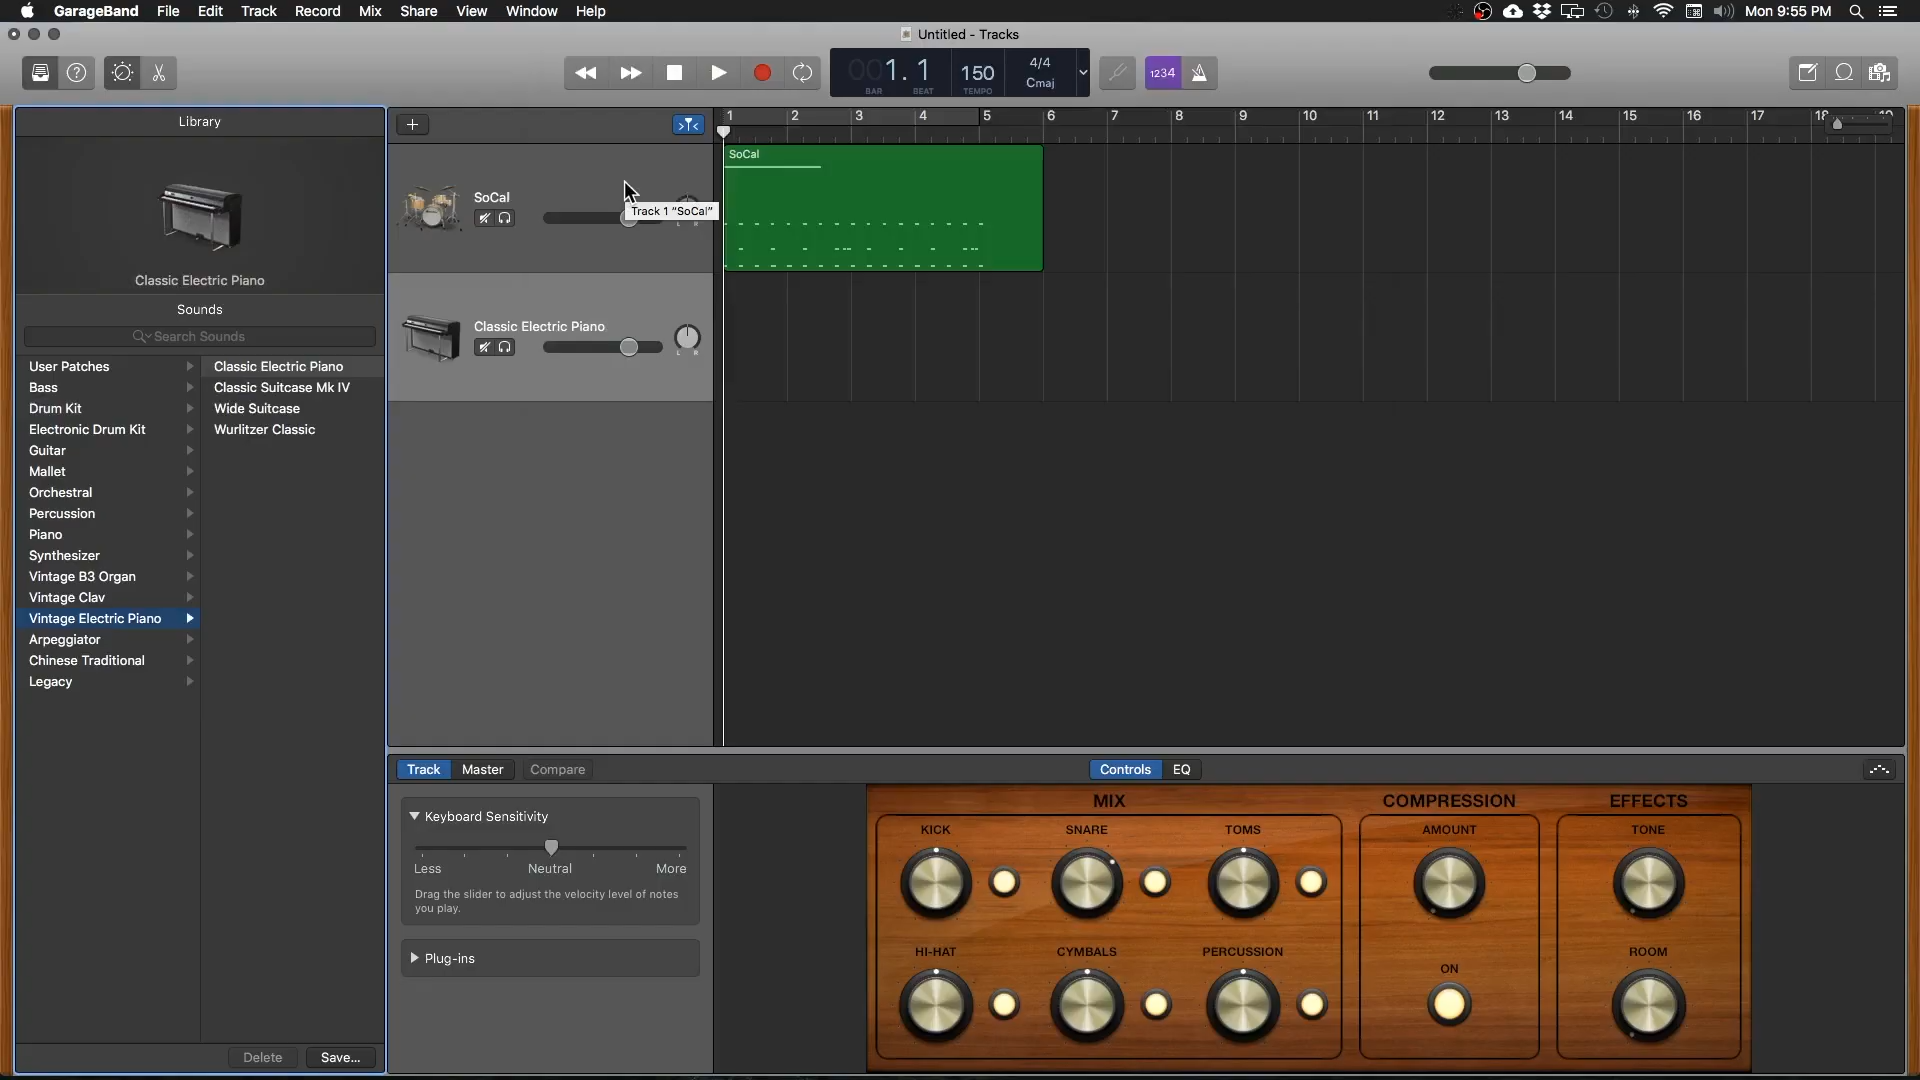 GarageBand File Edit Track Record Mix Share View Window Help
Mon 9:55 PM
Untitled - Tracks
001. 1
BAR BEAT
150
TEMPO
4/4
Cmaj
1234
Library
Classic Electric Piano
Sounds
Search Sounds
User Patches
Bass
Drum Kit
Electronic Drum Kit
Guitar
Mallet
Orchestral
Percussion
Piano
Synthesizer
Vintage B3 Organ
Vintage Clav
Vintage Electric Piano
Arpeggiator
Chinese Traditional
Legacy
Classic Electric Piano
Classic Suitcase Mk IV
Wide Suitcase
Wurlitzer Classic
Delete Save...
1 2 3 4 5 6 7 8 9 10 11 12 13 14 15 16 17 18
SoCal
L R
Track 1 "SoCal"
SoCal
Classic Electric Piano
L R
Track Master Compare
Controls EQ
Keyboard Sensitivity
Less Neutral More
Drag the slider to adjust the velocity level of notes
you play.
Plug-ins
MIX COMPRESSION EFFECTS
KICK SNARE TOMS AMOUNT TONE
HI-HAT CYMBALS PERCUSSION ON ROOM